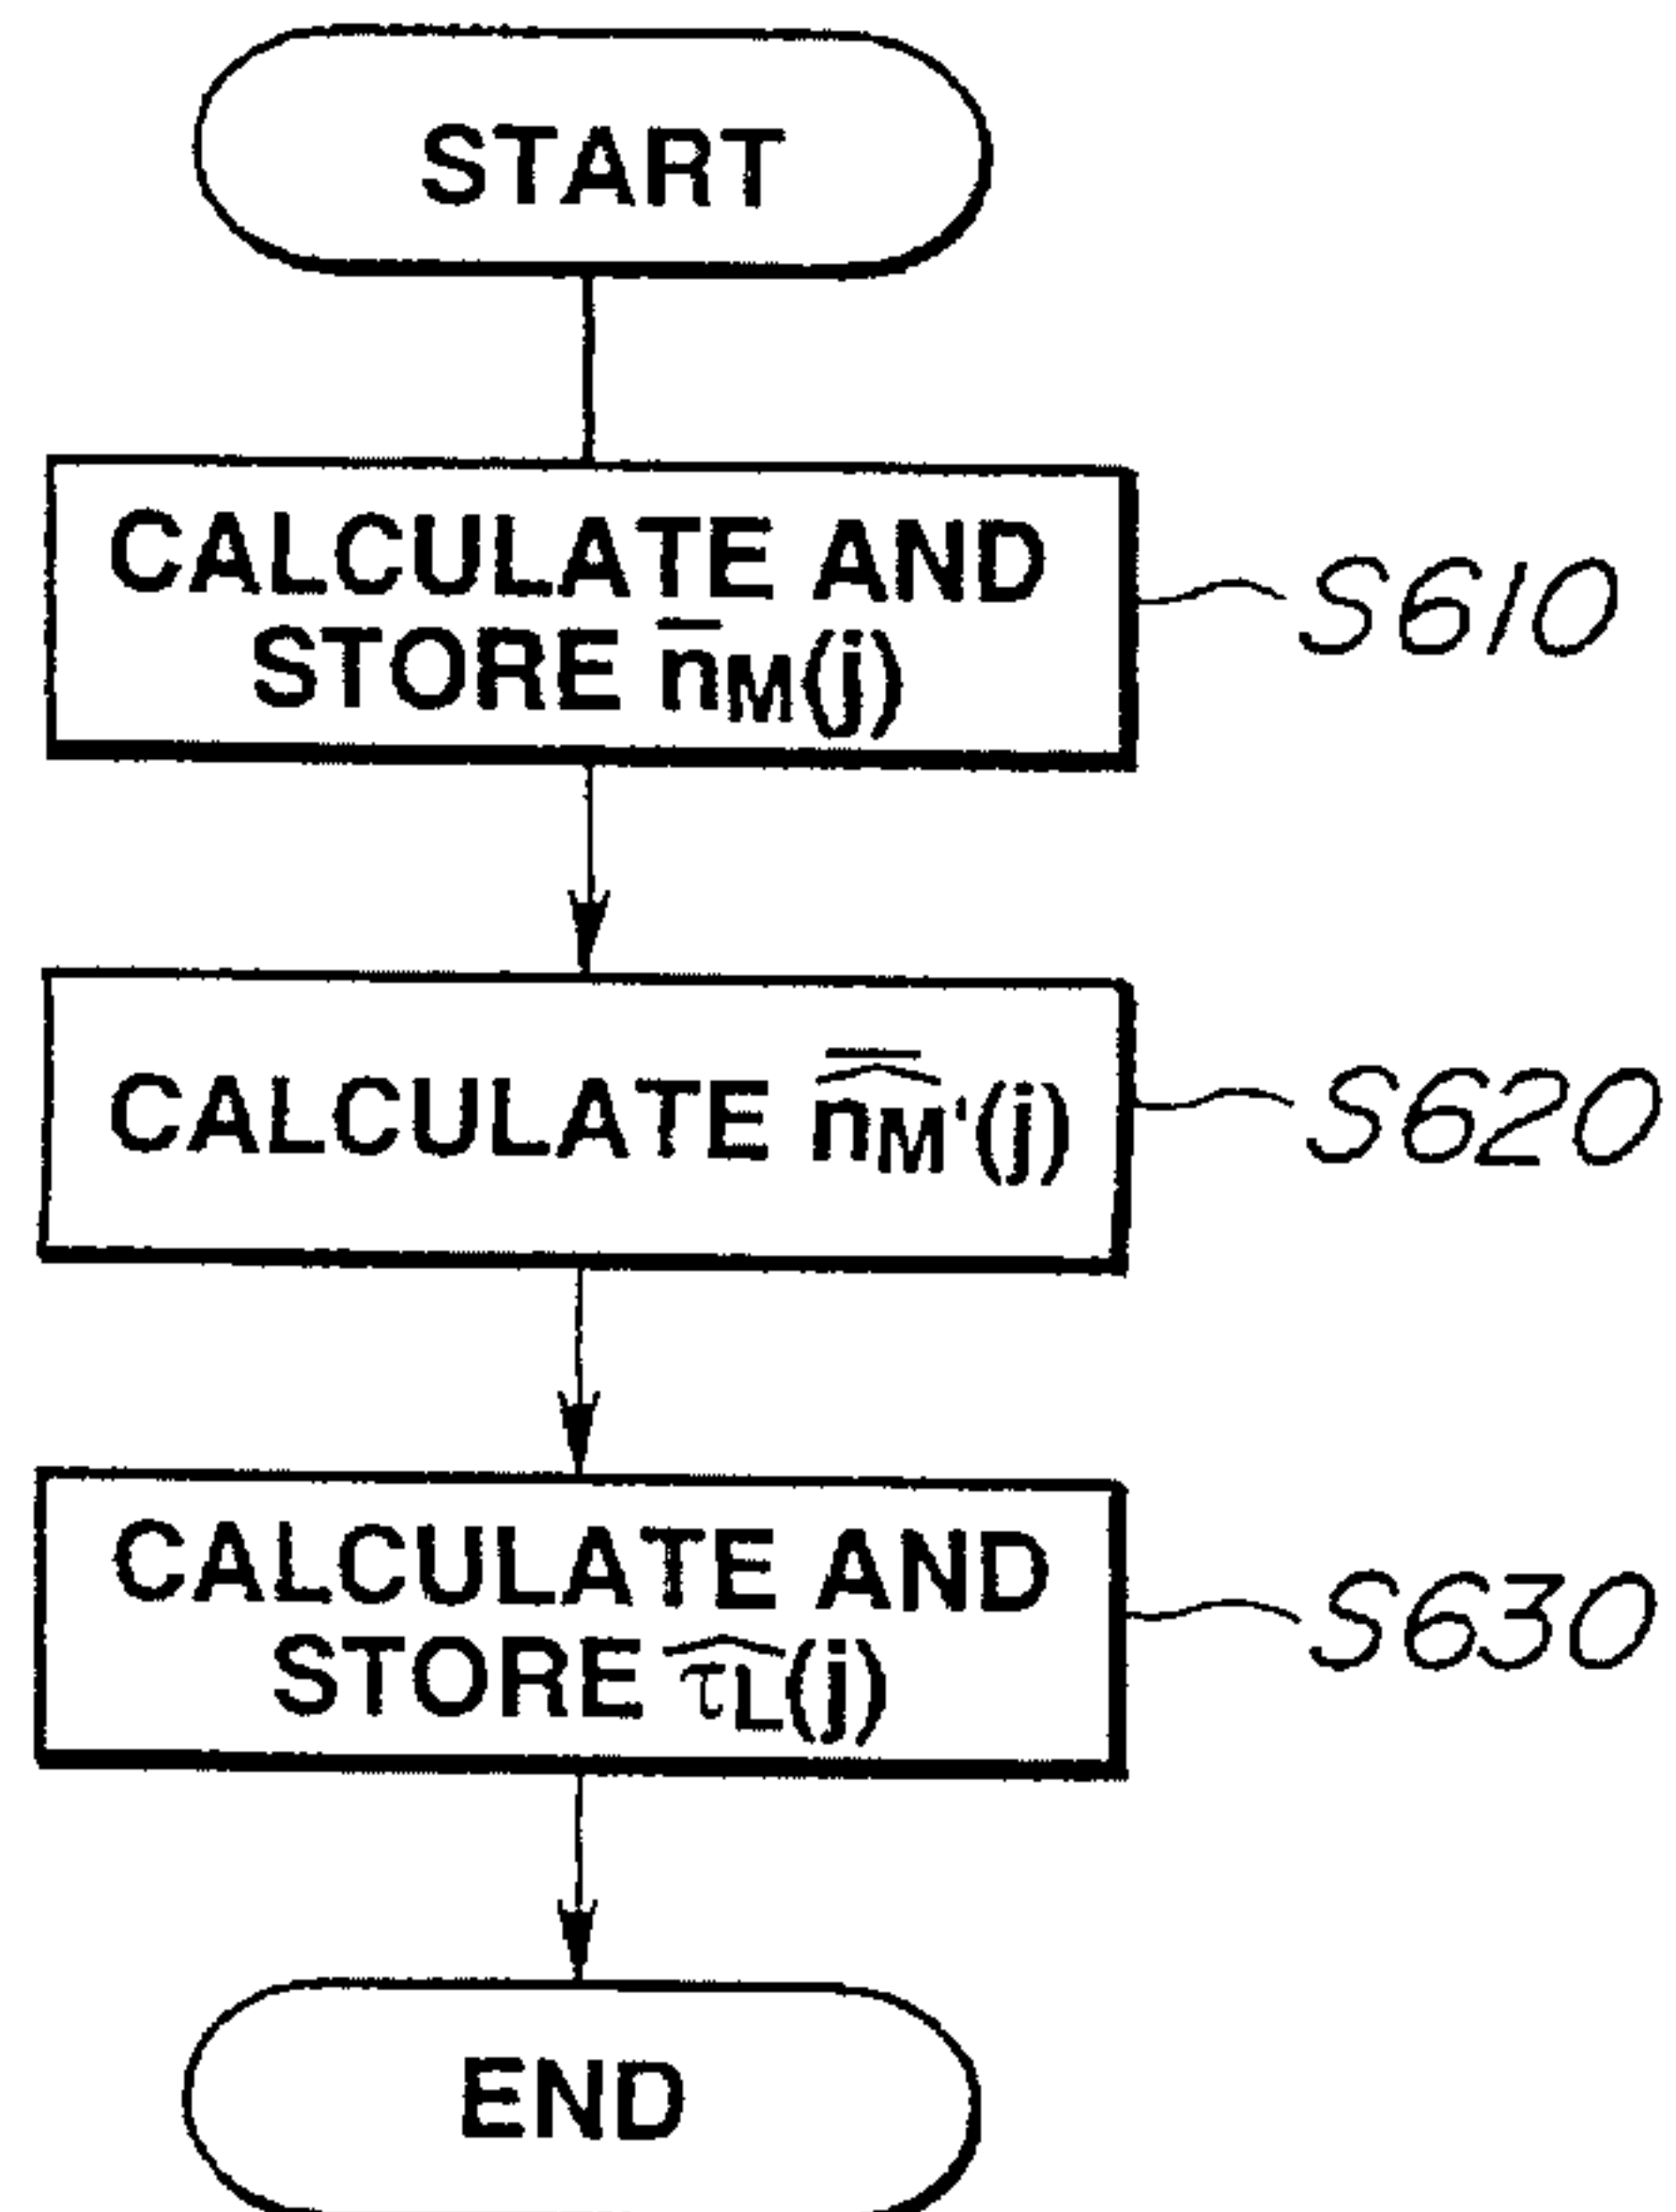 START
CALCULATE AND
STORE n̅M(j)
S610
CALCULATE n̂̅M'(j)
S620
CALCULATE AND
STORE τ̂L(j)
S630
END